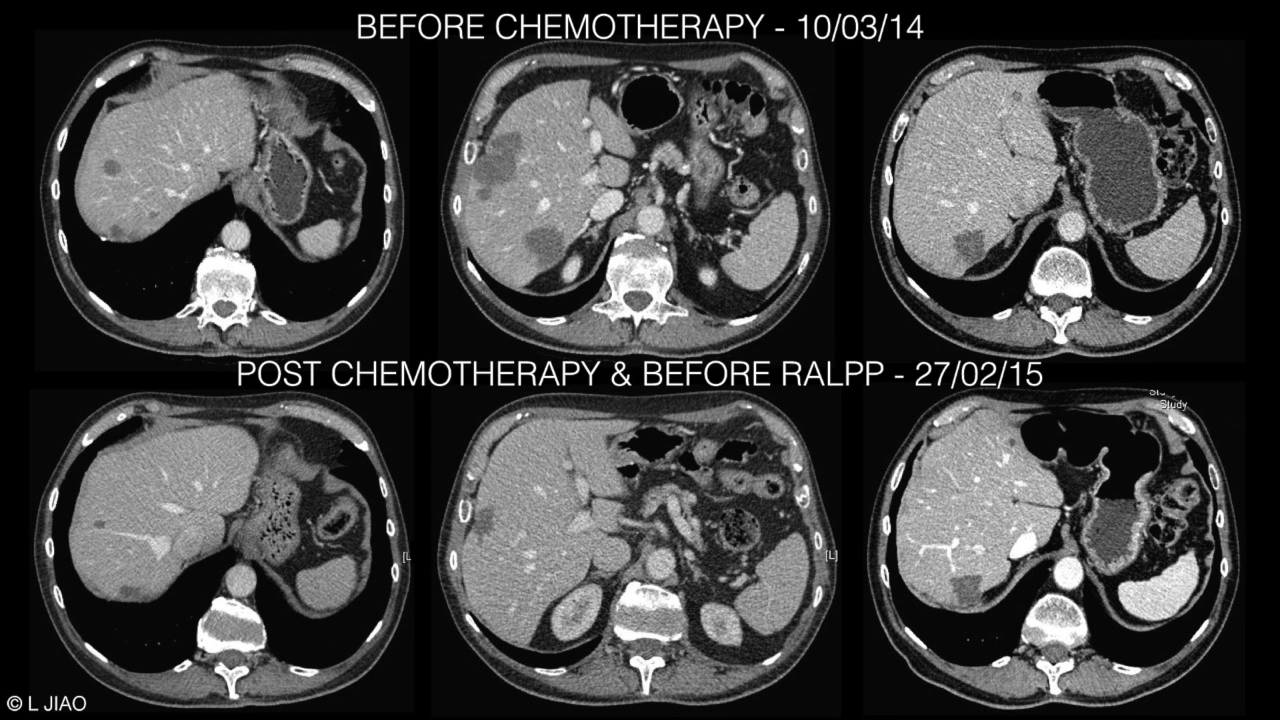 BEFORE CHEMOTHERAPY - 10/03/14
POST CHEMOTHERAPY & BEFORE RALPP - 27/02/15
Study
[L
[L]
© L JIAO